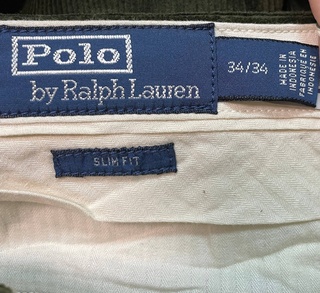 Polo
by Ralph Lauren
34/34
MADE IN
INDONESIA
FABRIQUÉ EN
INDONÉSIE
SLIM FIT